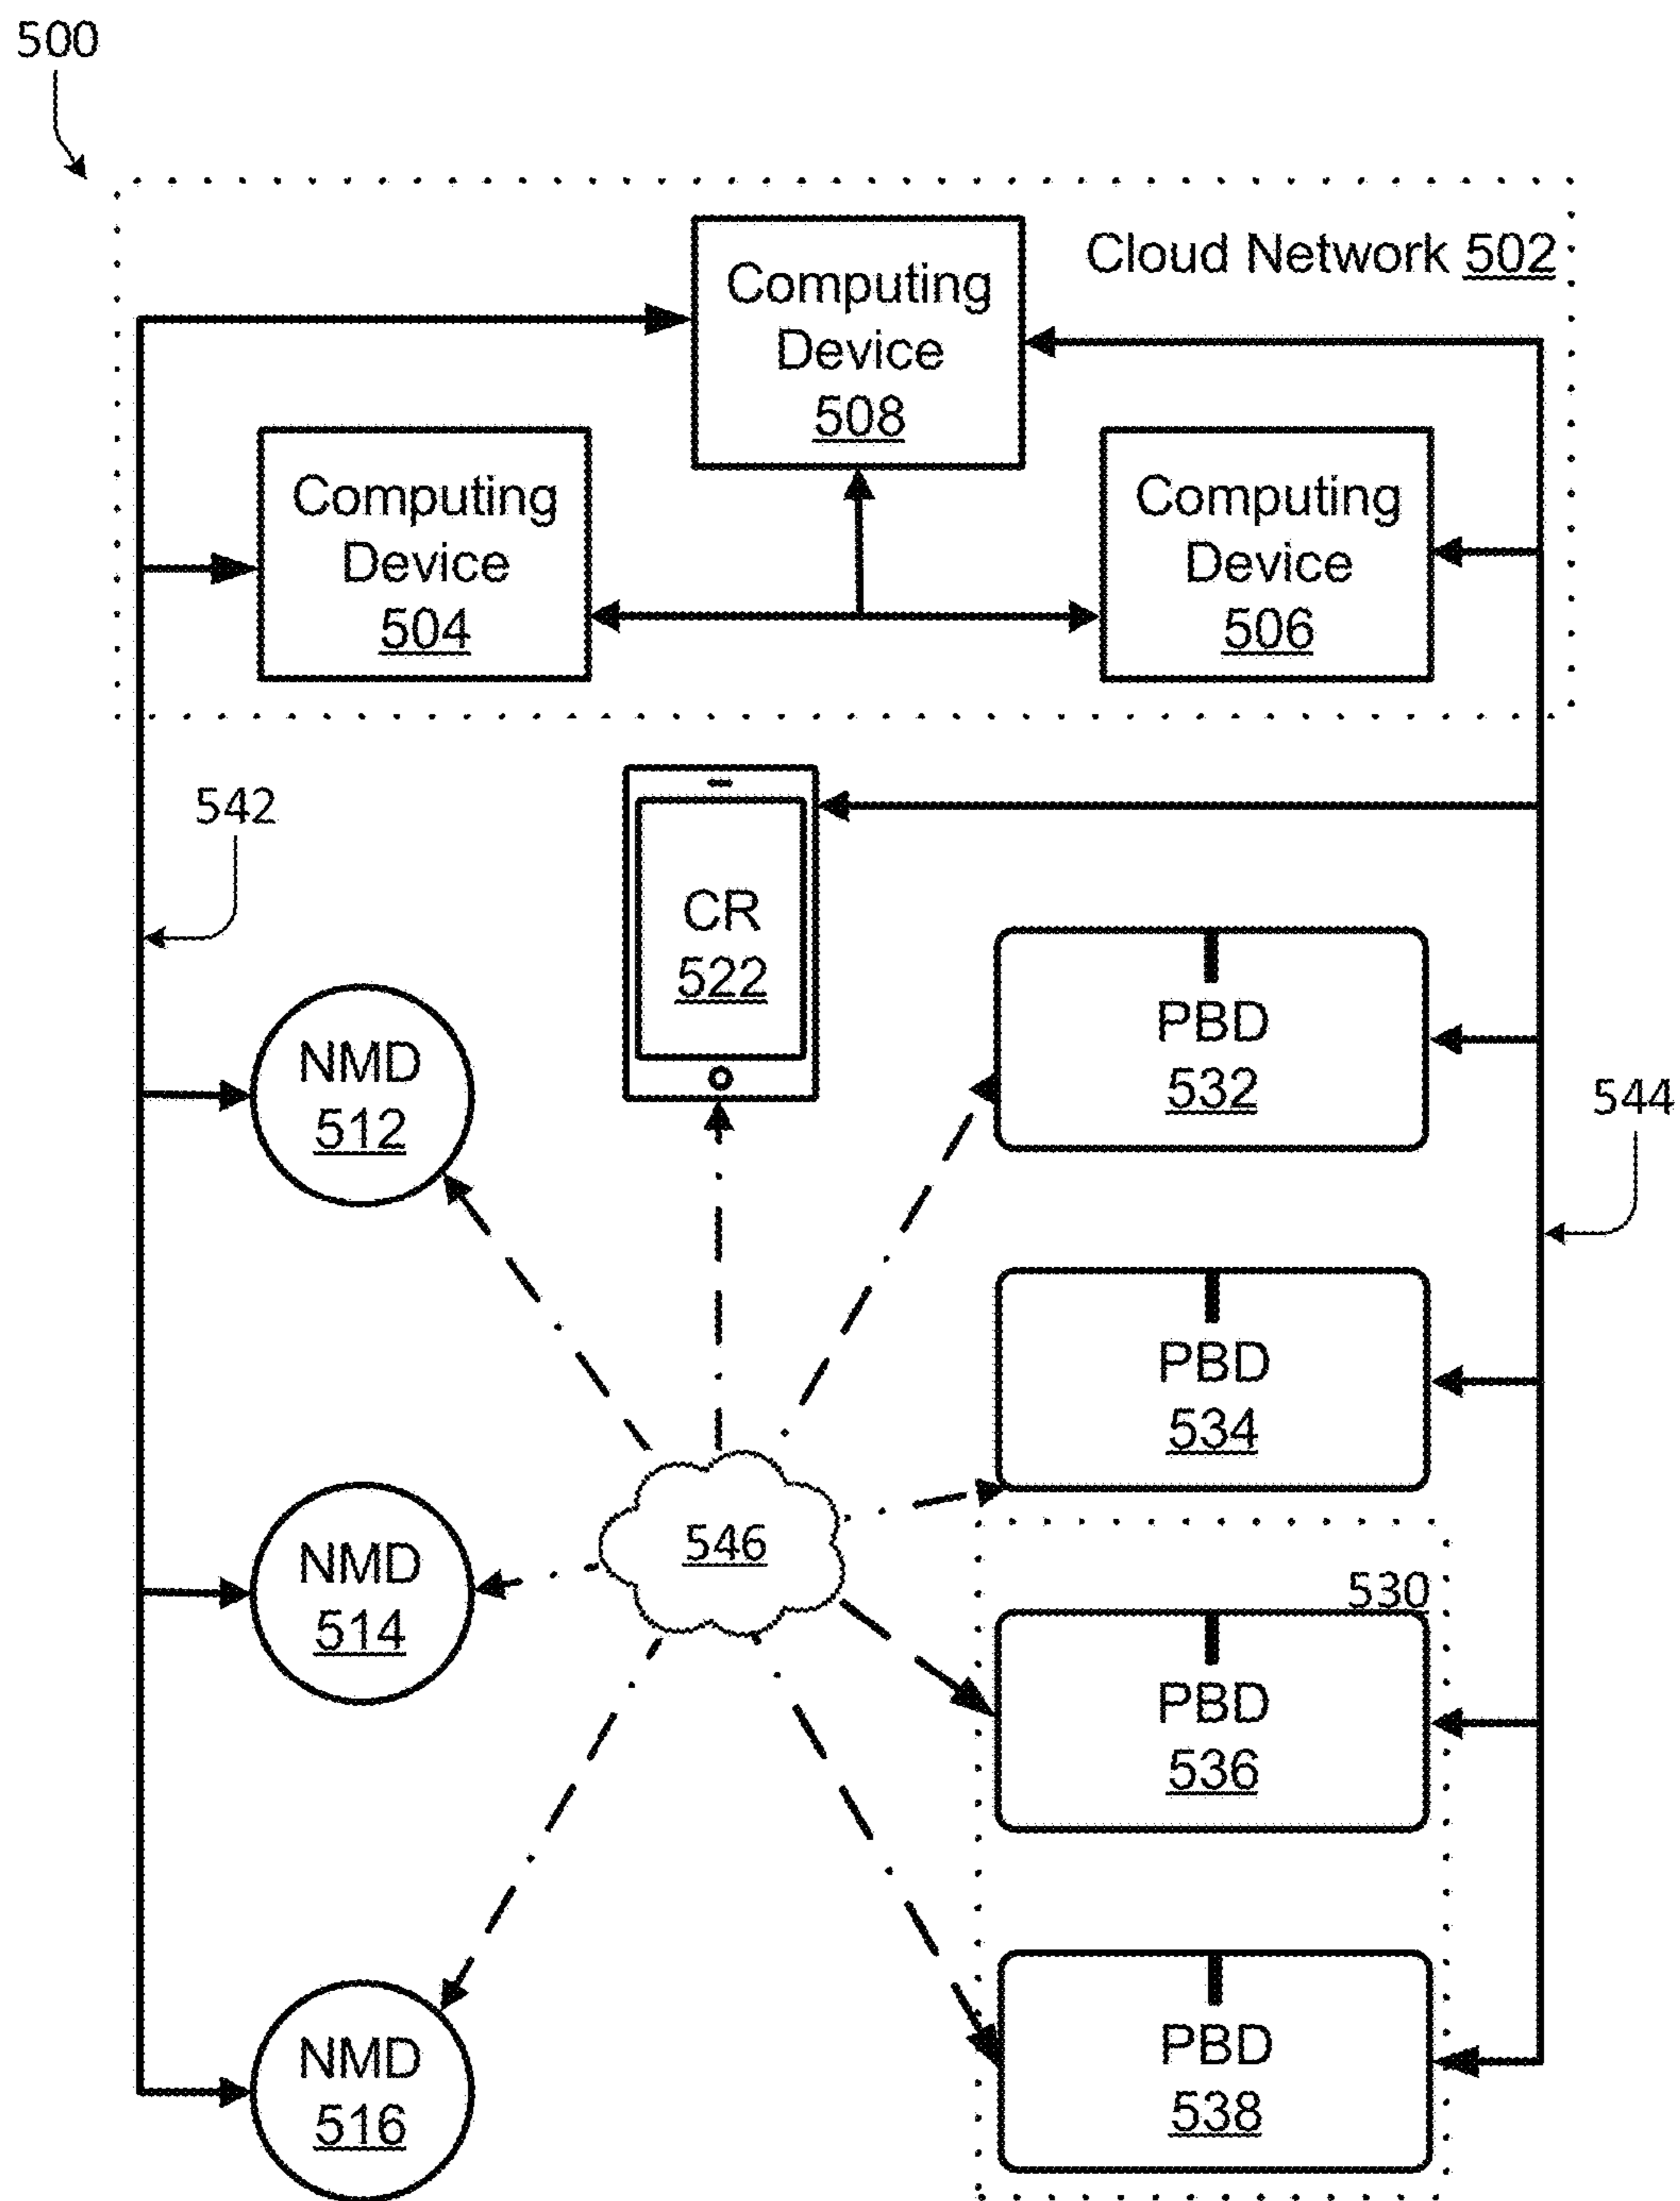 500
Cloud Network 502
Computing
Device
508
Computing
Device
504
Computing
Device
506
542
CR
522
NMD
512
PBD
532
544
PBD
534
NMD
514
546
530
PBD
536
NMD
516
PBD
538